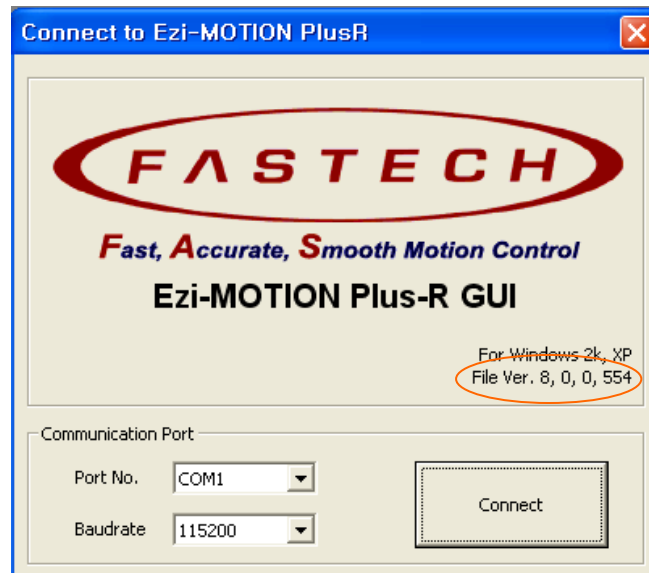 Connect to Ezi-MOTION PlusR
FASTECH
Fast, Accurate, Smooth Motion Control
Ezi-MOTION Plus-R GUI
For Windows 2k, XP
File Ver. 8, 0, 0, 554
Communication Port
Port No.
COM1
Baudrate
115200
Connect